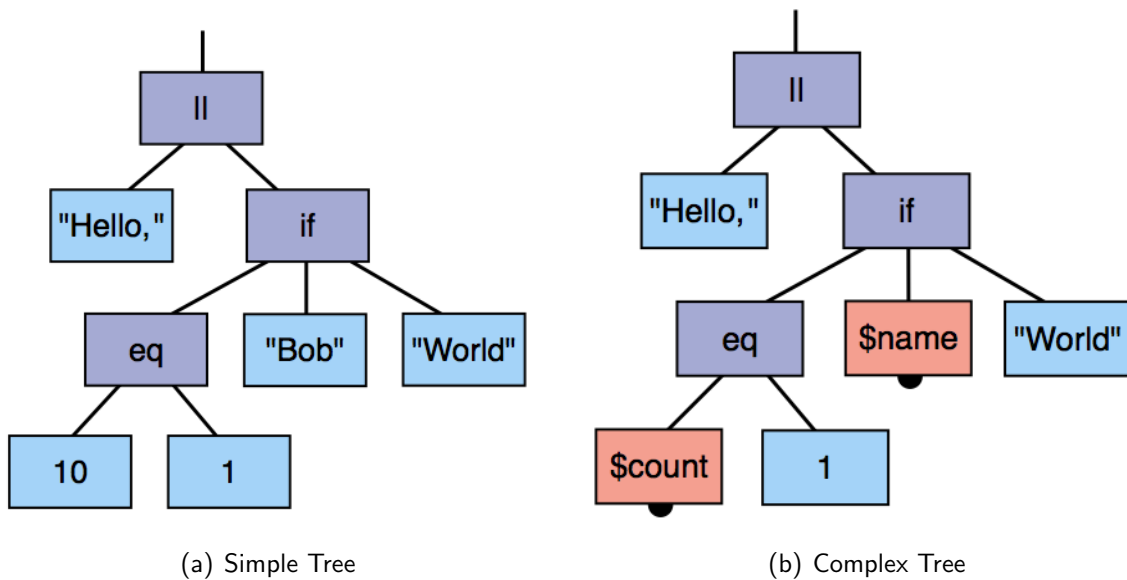 ||
"Hello,"
if
eq
"Bob"
"World"
10
1
(a) Simple Tree
||
"Hello,"
if
eq
$name
"World"
$count
1
(b) Complex Tree